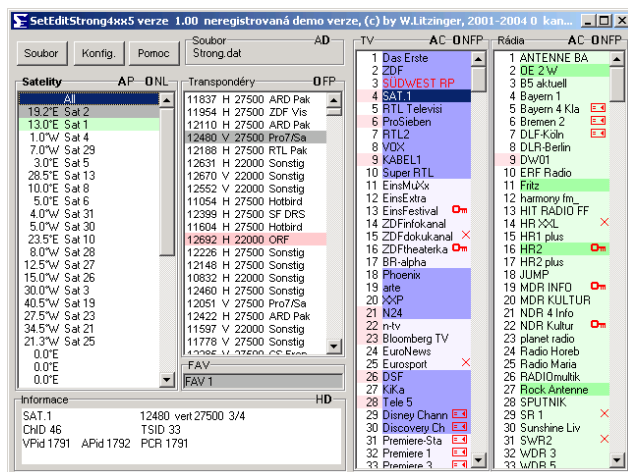 SetEditStrong4xx5 verze 1.00 neregistrovaná demo verze, (c) by W.Litzinger, 2001-2004 0 kan...
Soubor
Konfig.
Pomoc
Soubor AD
Strong.dat
Satelity AP ONL
All
19.2°E Sat 2
13.0°E Sat 1
1.0°W Sat 4
7.0°W Sat 29
3.0°E Sat 5
28.5°E Sat 13
10.0°E Sat 8
5.0°E Sat 6
4.0°W Sat 31
5.0°W Sat 30
23.5°E Sat 10
8.0°W Sat 28
12.5°W Sat 27
15.0°W Sat 26
30.0°W Sat 3
40.5°W Sat 19
27.5°W Sat 23
34.5°W Sat 21
21.3°W Sat 25
0.0°E
0.0°E
0.0°E
Transpondéry OFP
11837 H 27500 ARD Pak
11954 H 27500 ZDF Vis
12110 H 27500 ARD Pak
12480 V 27500 Pro7/Sa
12188 H 27500 RTL Pak
12631 H 22000 Sonstig
12670 V 22000 Sonstig
12552 V 22000 Sonstig
11054 H 27500 Hotbird
12399 H 27500 SF DRS
11604 H 27500 Hotbird
12692 H 22000 ORF
12226 H 27500 Sonstig
12148 H 27500 Sonstig
10832 H 22000 Sonstig
12460 H 27500 Sonstig
12051 V 27500 Pro7/Sa
12422 H 27500 ARD Pak
11597 V 22000 Sonstig
11778 V 27500 Sonstig
12285 V 27500 CS Fron
FAV
FAV 1
Informace HD
SAT.1 12480 vert 27500 3/4
ChID 46 TSID 33
VPid 1791 APid 1792 PCR 1791
TV AC-ONFP
1 Das Erste
2 ZDF
3 SÜDWEST RP
4 SAT.1
5 RTL Televisi
6 ProSieben
7 RTL2
8 VOX
9 KABEL1
10 Super RTL
11 EinsMuXx
12 EinsExtra
13 EinsFestival
14 ZDFinfokanal
15 ZDFdokukanal
16 ZDFtheaterka
17 BR-alpha
18 Phoenix
19 arte
20 XXP
21 N24
22 n-tv
23 Bloomberg TV
24 EuroNews
25 Eurosport
26 DSF
27 KiKa
28 Tele 5
29 Disney Chann
30 Discovery Ch
31 Premiere-Sta
32 Premiere 1
33 Premiere 3
Rádia AC-ONFP
1 ANTENNE BA
2 OE 2 W
3 B5 aktuell
4 Bayern 1
5 Bayern 4 Kla
6 Bremen 2
7 DLF-Köln
8 DLR-Berlin
9 DW01
10 ERF Radio
11 Fritz
12 harmony fm_
13 HIT RADIO FF
14 HR XXL
15 HR1 plus
16 HR2
17 HR2 plus
18 JUMP
19 MDR INFO
20 MDR KULTUR
21 NDR 4 Info
22 NDR Kultur
23 planet radio
24 Radio Horeb
25 Radio Maria
26 RADIOmultik
27 Rock Antenne
28 SPUTNIK
29 SR 1
30 Sunshine Liv
31 SWR2
32 WDR 3
33 WDR 5